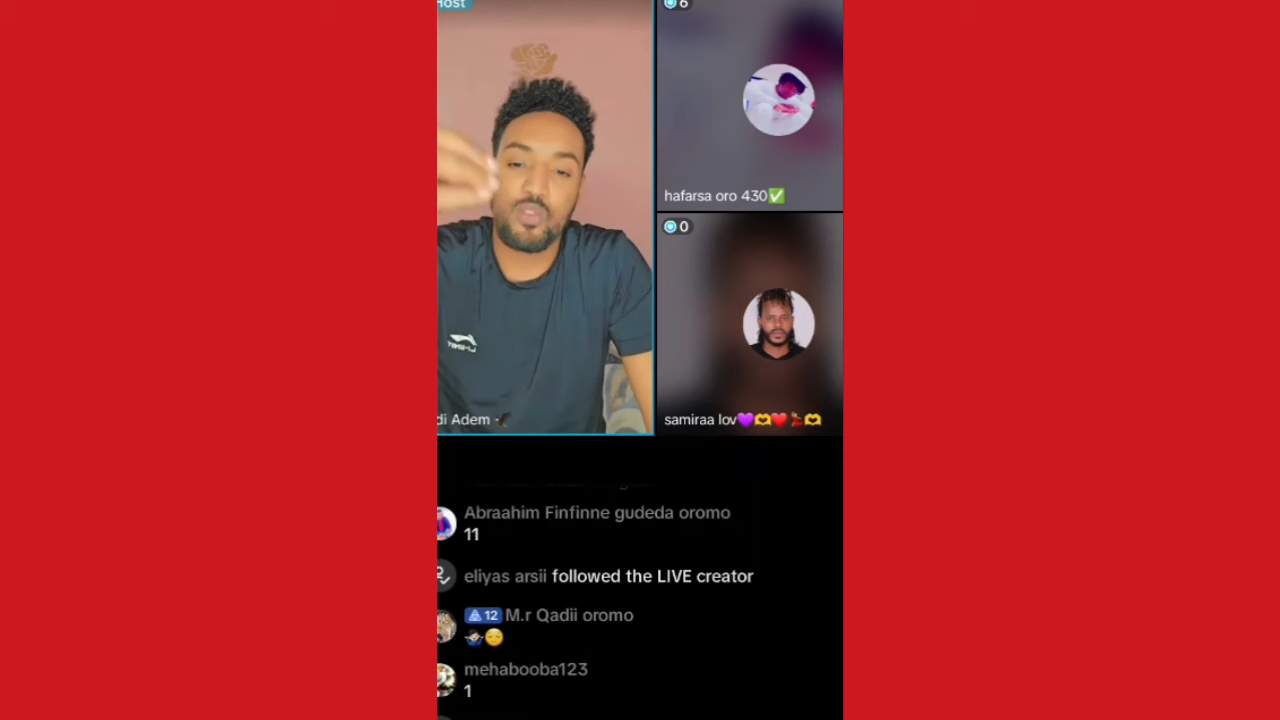 Host
6
hafarsa oro 430✅
0
di Adem
samiraa lov💜🫶❤️💃🫶
Abraahim Finfinne gudeda oromo
11
eliyas arsii followed the LIVE creator
12 M.r Qadii oromo
🤷😌
mehabooba123
1